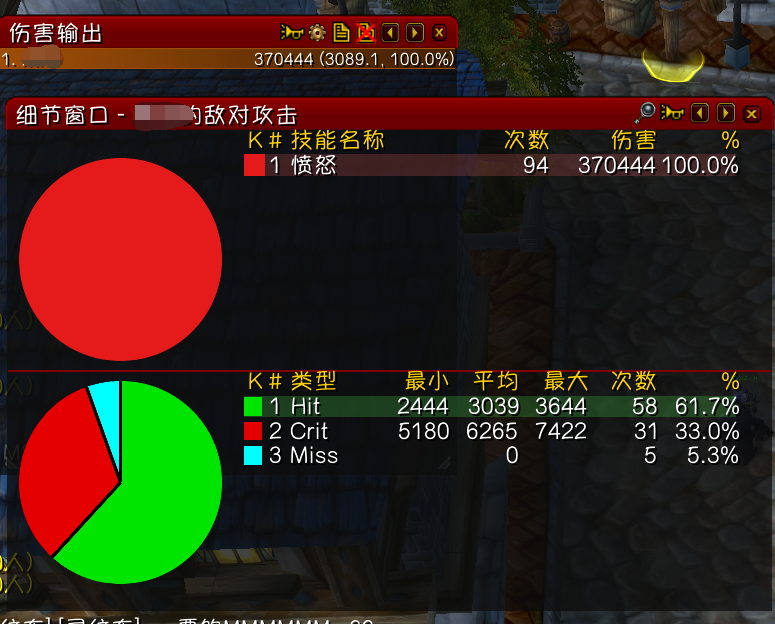 伤害输出
1. 370444 (3089.1, 100.0%)
细节窗口 - 的敌对攻击
K # 技能名称 次数 伤害 %
1 愤怒 94 370444 100.0%
K # 类型 最小 平均 最大 次数 %
1 Hit 2444 3039 3644 58 61.7%
2 Crit 5180 6265 7422 31 33.0%
3 Miss 0 5 5.3%
人)
人)